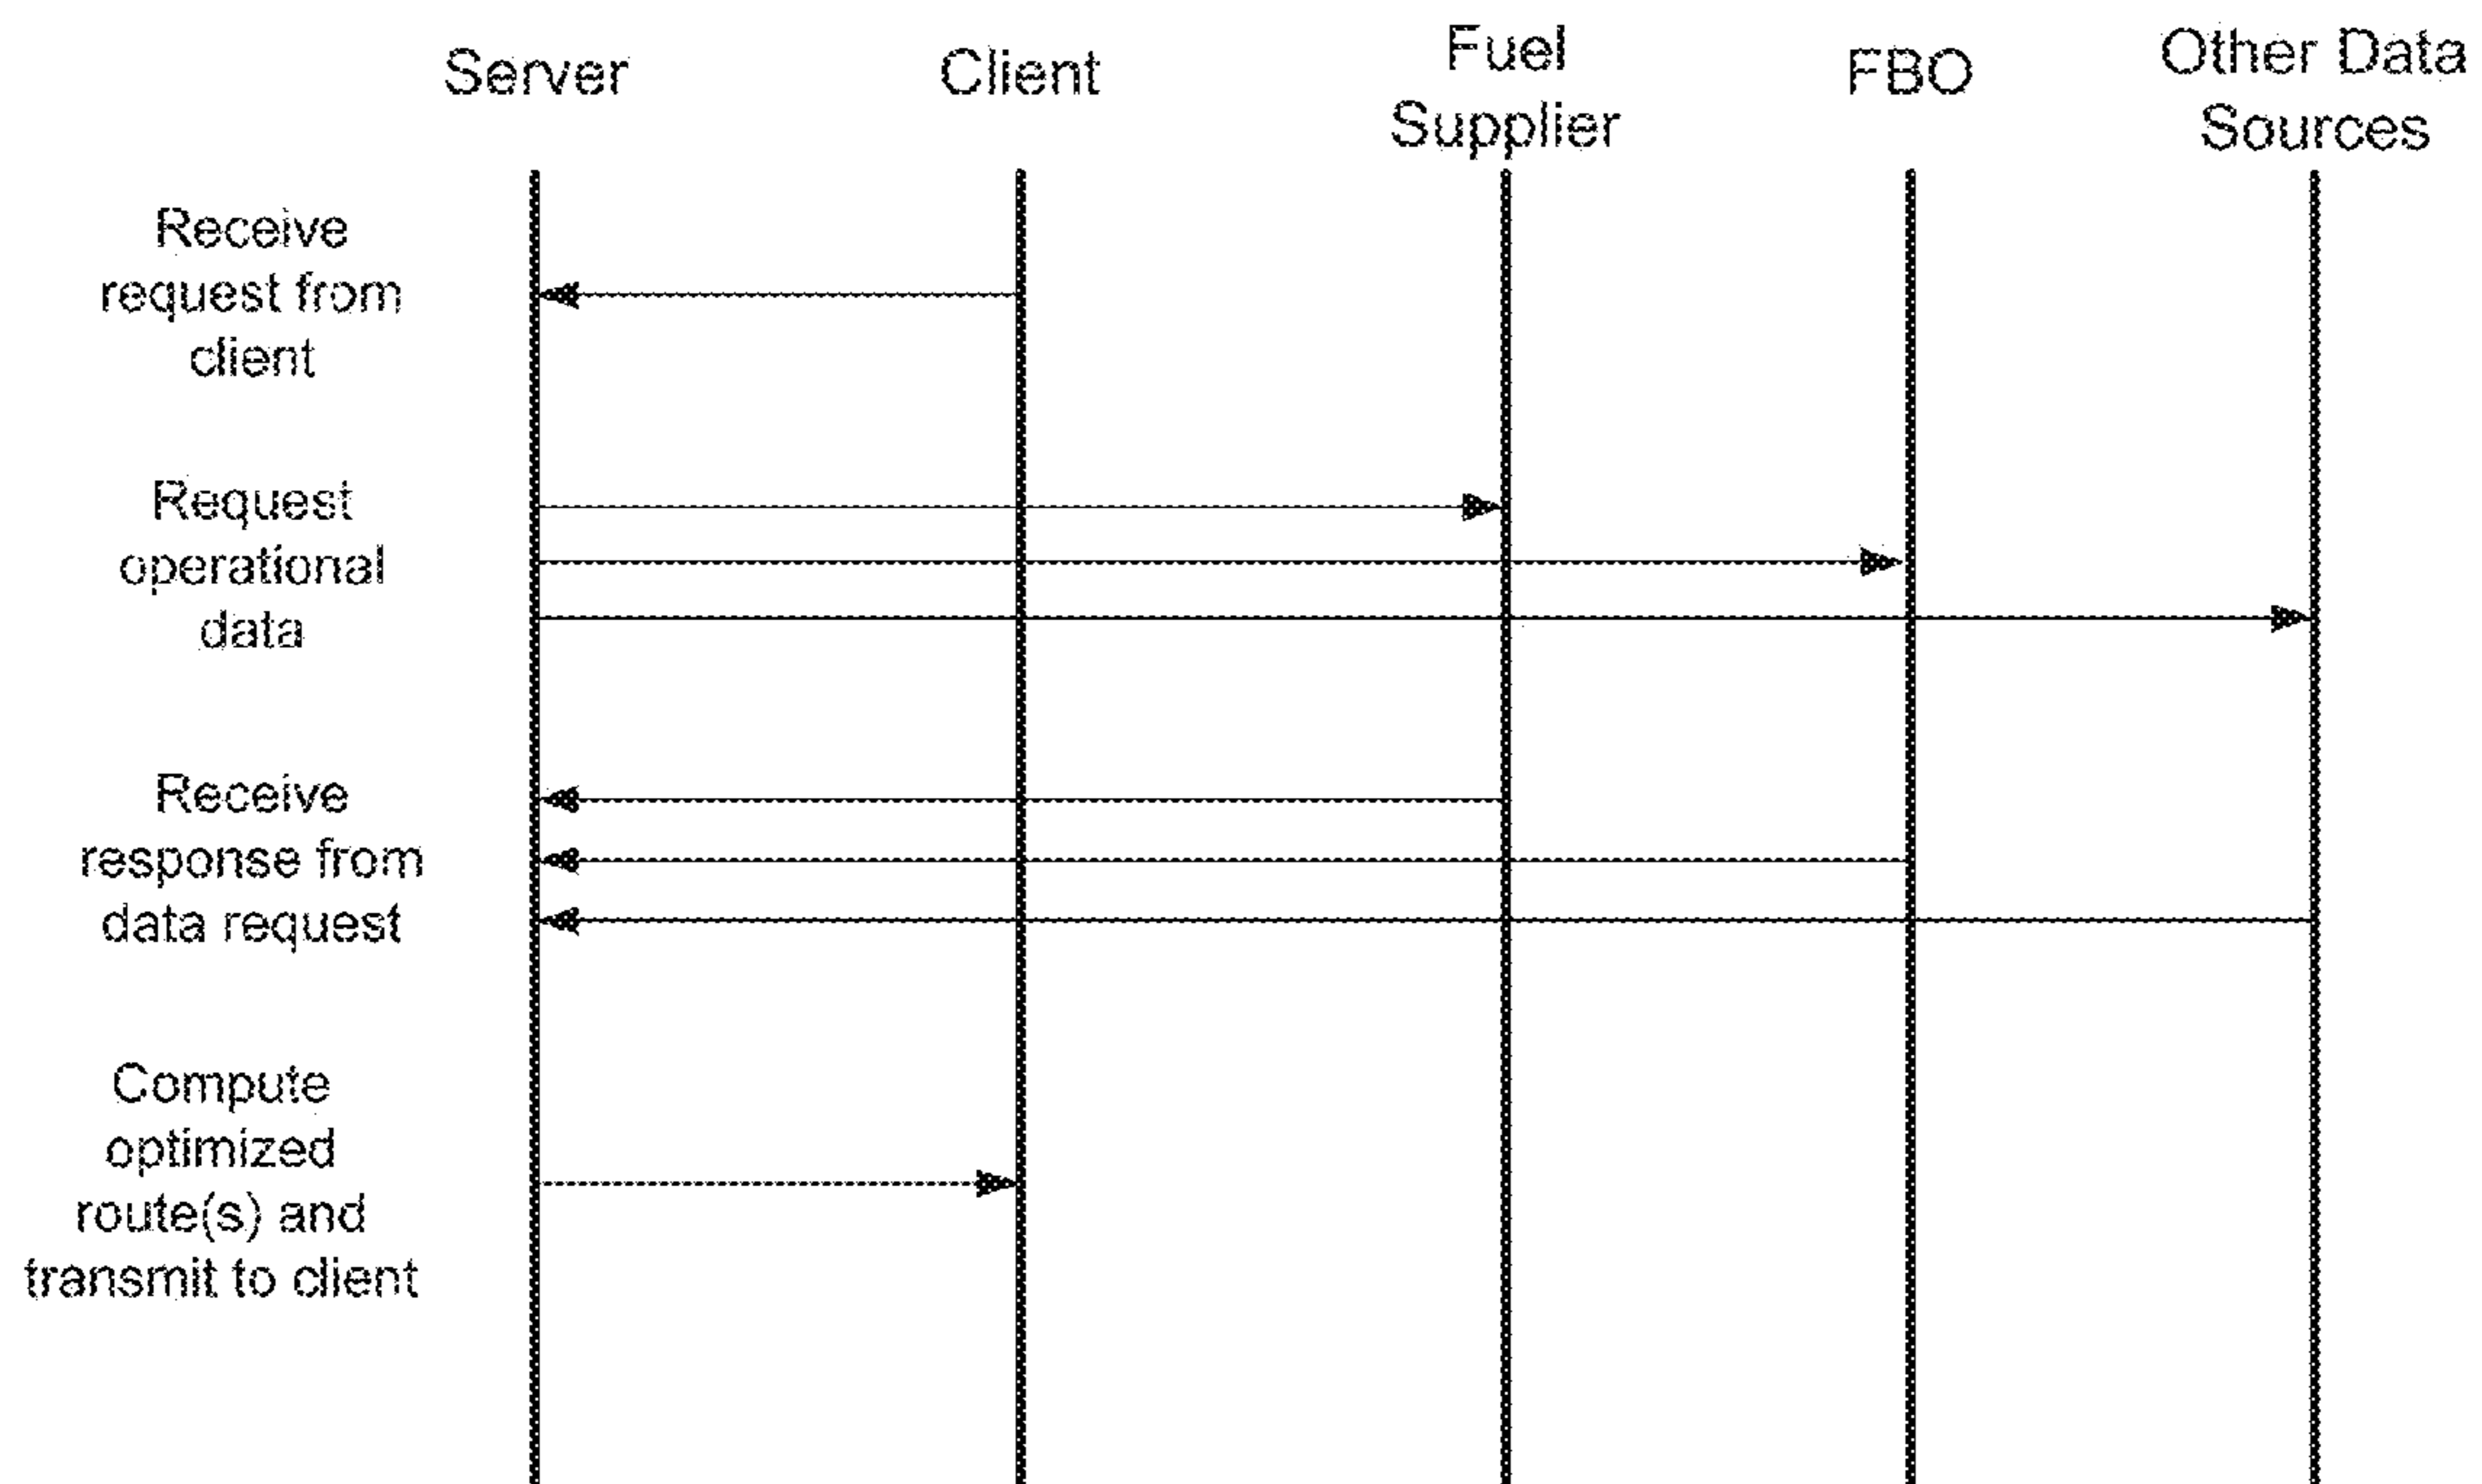 Server
Client
Fuel
Supplier
FBO
Other Data
Sources
Receive
request from
client
Request
operational
data
Receive
response from
data request
Compute
optimized
route(s) and
transmit to client